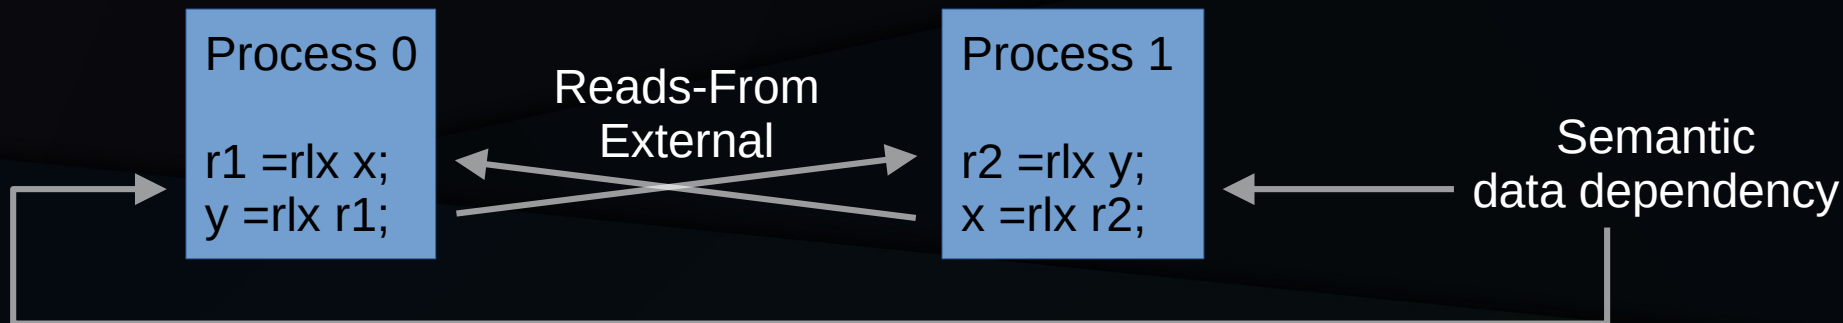 Process 0
r1 =rlx x;
y =rlx r1;
Reads-From
External
Process 1
r2 =rlx y;
x =rlx r2;
Semantic
data dependency